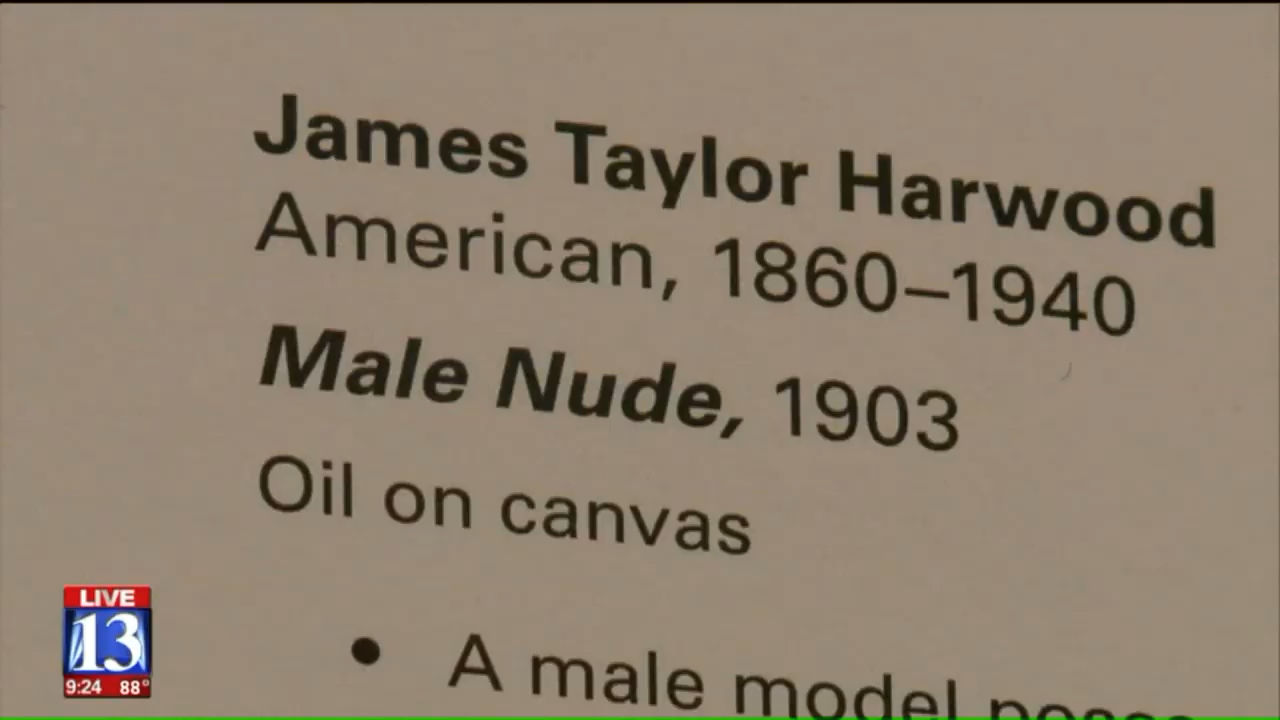 James Taylor Harwood
American, 1860–1940
Male Nude, 1903
Oil on canvas
• A male model
LIVE
13
9:24 88°